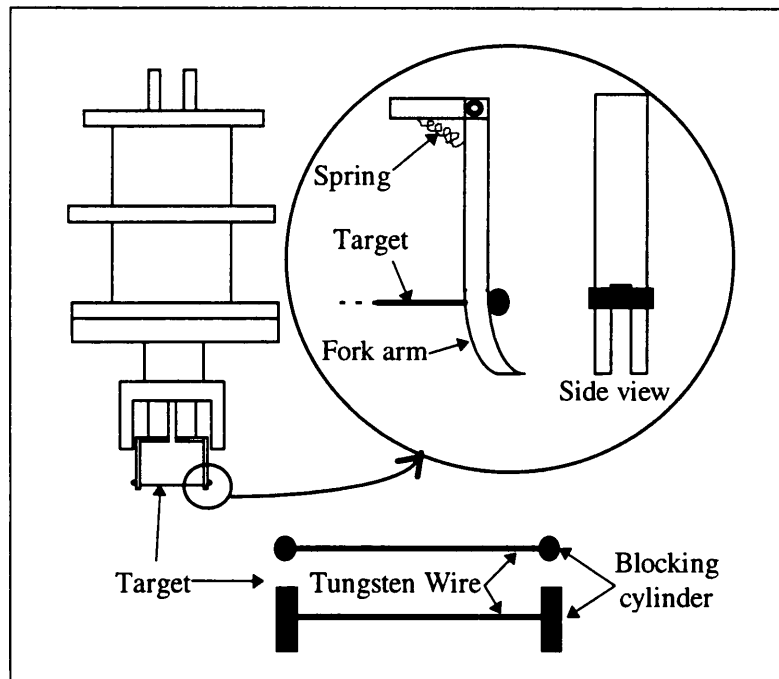 Spring
Target
Fork arm
Side view
Target
Tungsten Wire
Blocking
cylinder